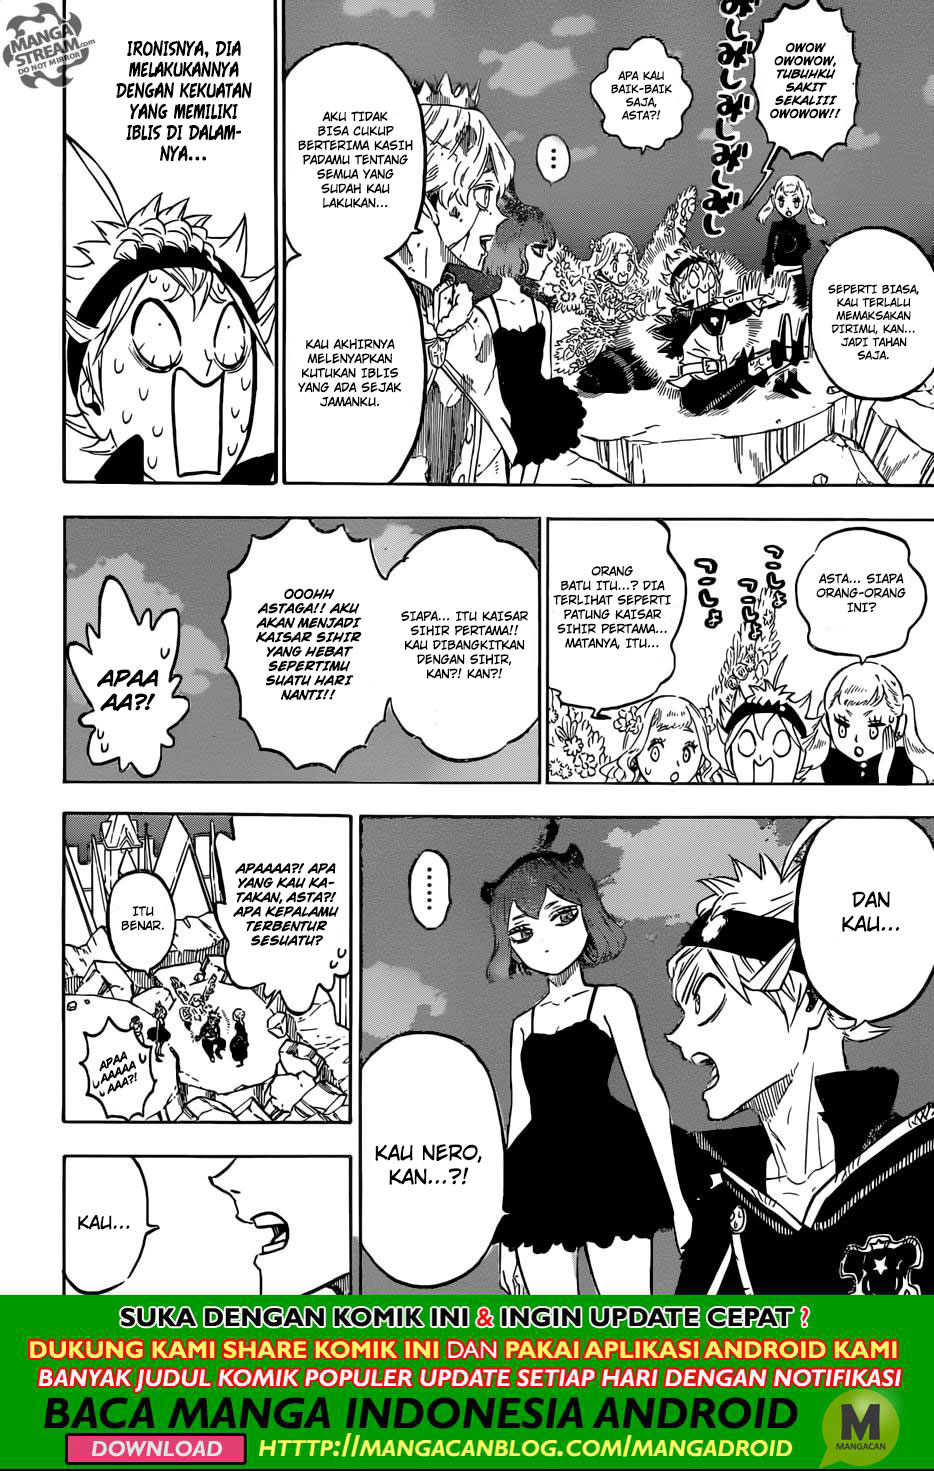 MANGA
STREAM.com
DO NOT MIRROR
OWOW
OWOWOW,
TUBUHKU
SAKIT
SEKALIII
OWOWOW!!
APA KAU
BAIK-BAIK
SAJA,
ASTA?!
...
SEPERTI BIASA,
KAU TERLALU
MEMAKSAKAN
DIRIMU, KAN...
JADI TAHAN
SAJA.
AKU TIDAK
BISA CUKUP
BERTERIMA KASIH
PADAMU TENTANG
SEMUA YANG
SUDAH KAU
LAKUKAN...
KAU AKHIRNYA
MELENYAPKAN
KUTUKAN IBLIS
YANG ADA SEJAK
JAMANKU.
IRONISNYA, DIA
MELAKUKANNYA
DENGAN KEKUATAN
YANG MEMILIKI
IBLIS DI DALAM-
NYA...
ASTA... SIAPA
ORANG-ORANG
INI?
ORANG
BATU ITU...? DIA
TERLIHAT SEPERTI
PATUNG KAISAR
SIHIR PERTAMA...
MATANYA, ITU...
SIAPA... ITU KAISAR
SIHIR PERTAMA!!
KAU DIBANGKITKAN
DENGAN SIHIR,
KAN?! KAN?!
OOOHH
ASTAGA!! AKU
AKAN MENJADI
KAISAR SIHIR
YANG HEBAT
SEPERTIMU
SUATU HARI
NANTI!!
APAA
AA?!
DAN
KAU...
......
KAU NERO,
KAN...?!
APAAAA?! APA
YANG KAU KA-
TAKAN, ASTA?!
APA KEPALAMU
TERBENTUR
SESUATU?
ITU
BENAR.
APAA
AAAAA
AAA?!
KAU...
SUKA DENGAN KOMIK INI & INGIN UPDATE CEPAT ?
DUKUNG KAMI SHARE KOMIK INI DAN PAKAI APLIKASI ANDROID KAMI
BANYAK JUDUL KOMIK POPULER UPDATE SETIAP HARI DENGAN NOTIFIKASI
BACA MANGA INDONESIA ANDROID
DOWNLOAD HTTTP://MANGACANBLOG.COM/MANGADROID
M
MANGACAN